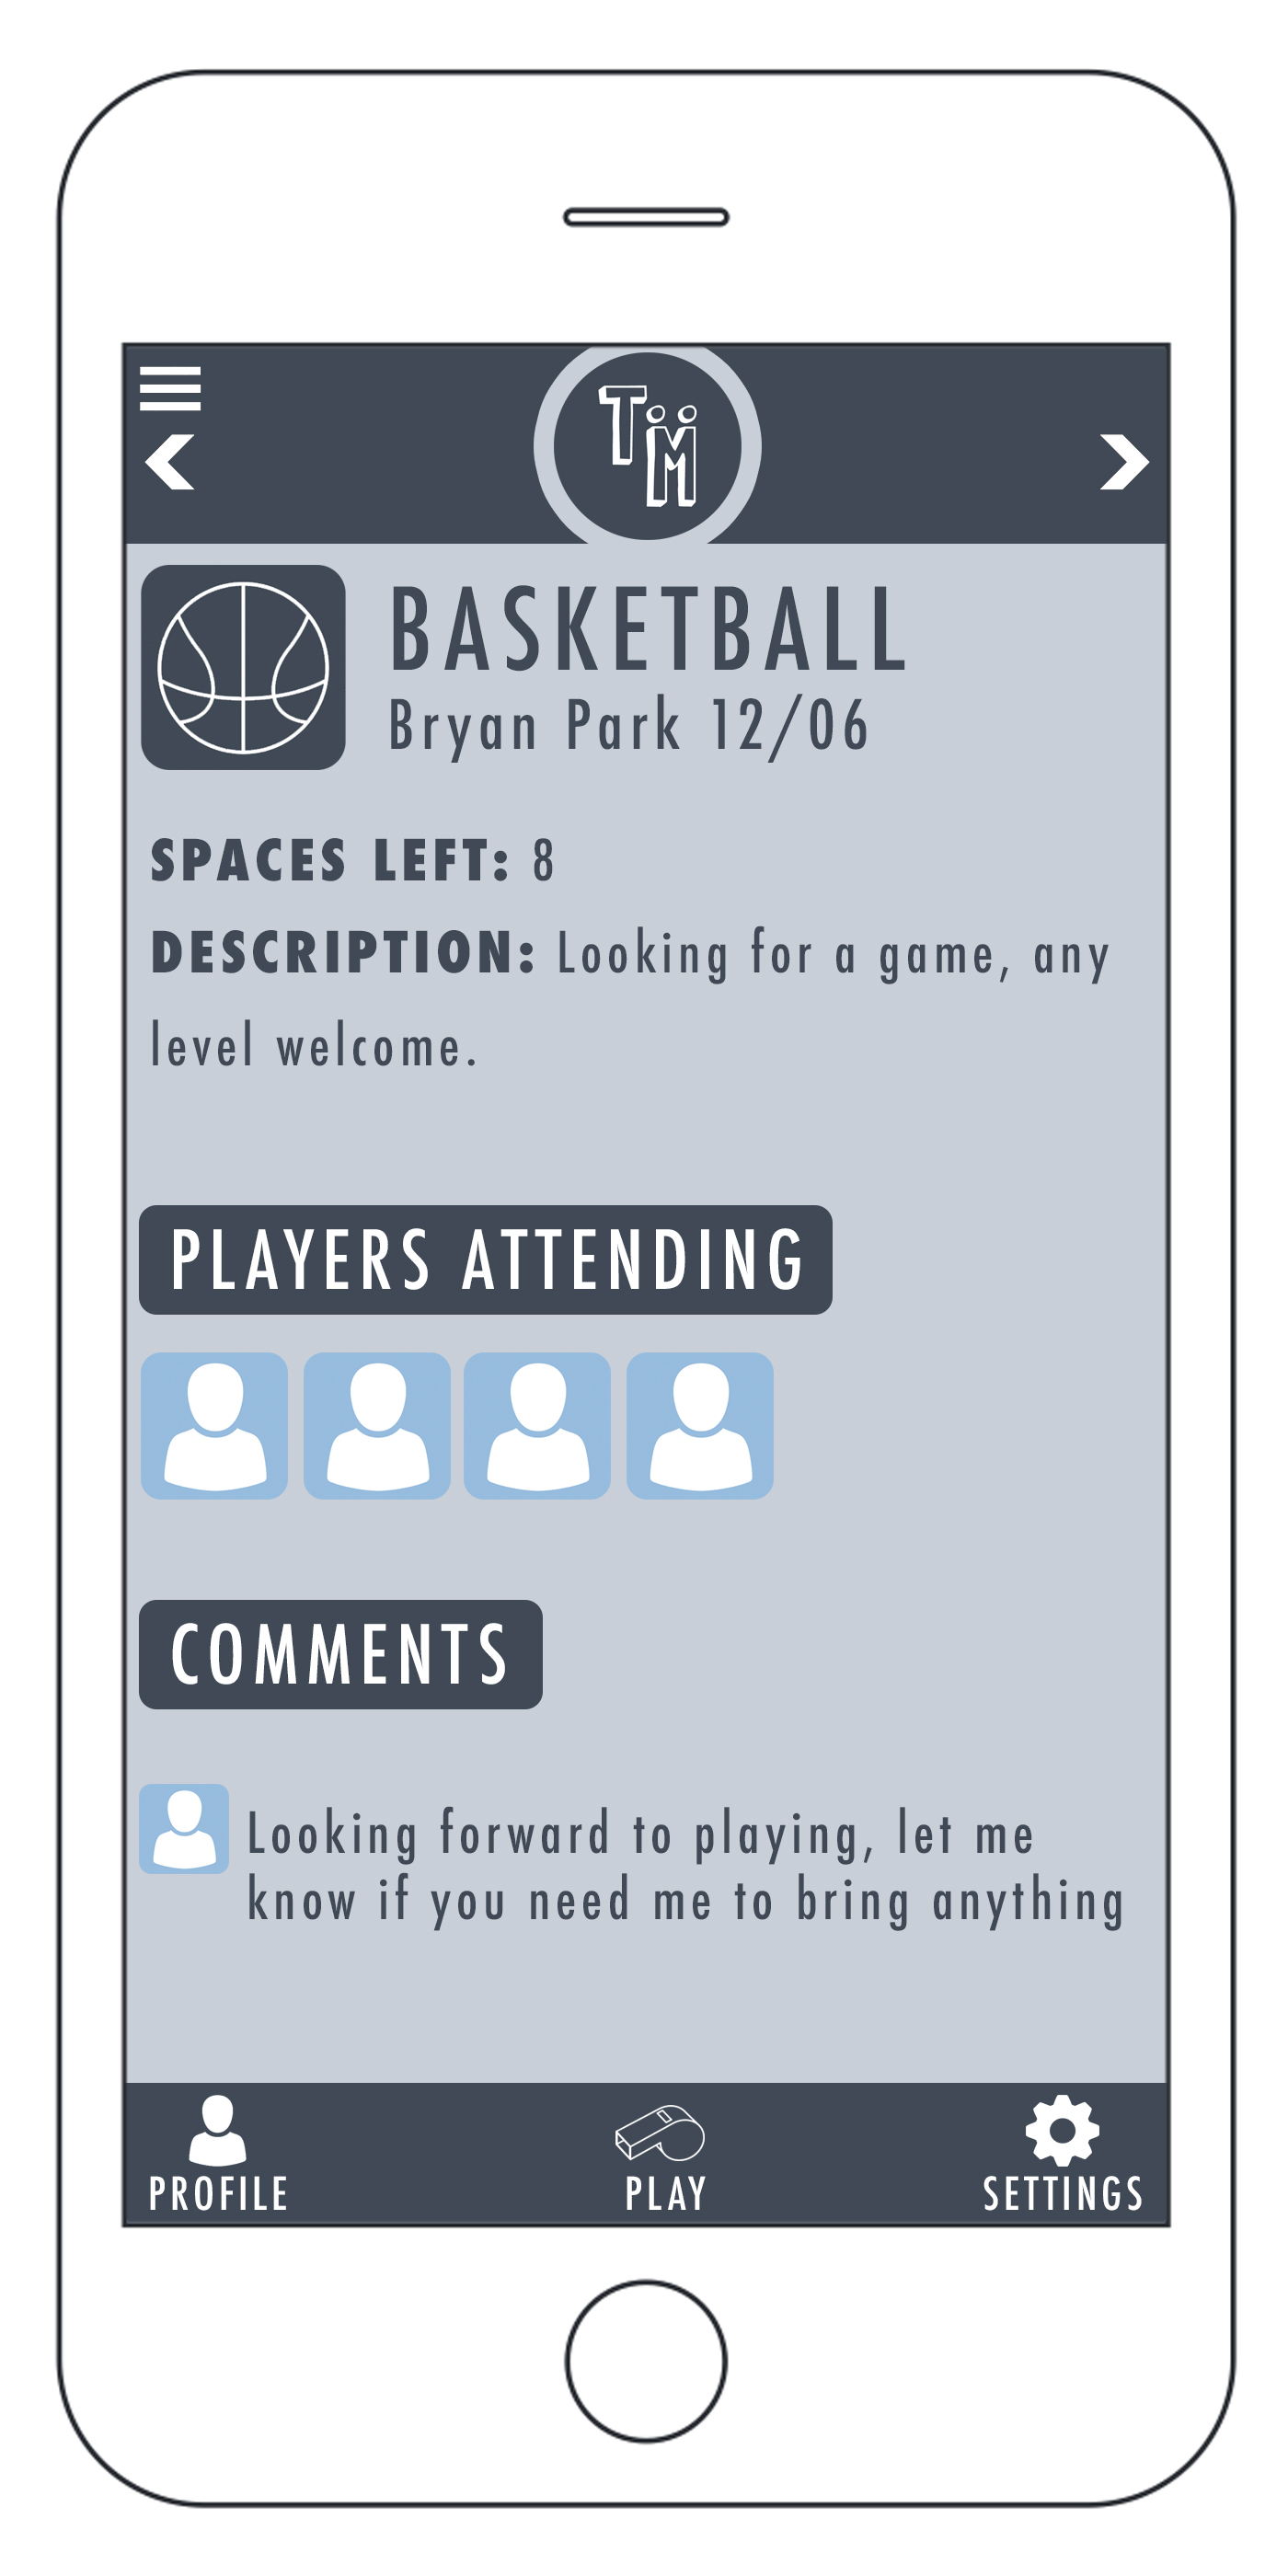 TM
BASKETBALL
Bryan Park 12/06
SPACES LEFT: 8
DESCRIPTION: Looking for a game, any
level welcome.
PLAYERS ATTENDING
COMMENTS
Looking forward to playing, let me
know if you need me to bring anything
PROFILE
PLAY
SETTINGS